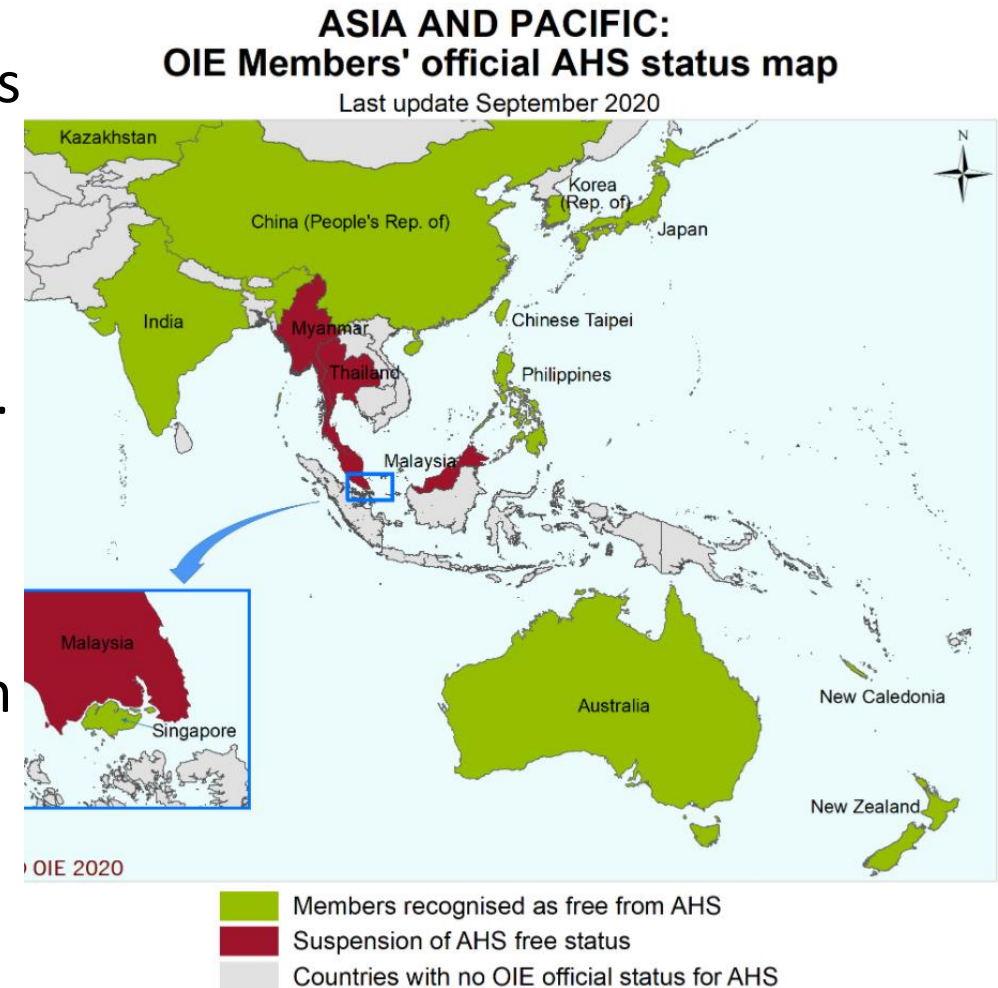 ASIA AND PACIFIC:
OIE Members' official AHS status map
s
Last update September 2020
Kazakhstan
N
Korea
(Rep. of)
China (People's Rep. of)
Japan
India
Myanmar
Chinese Taipei
Thailand
Philippines
.
Malaysia
Malaysia
n
Singapore
Australia
New Caledonia
New Zealand
OIE 2020
Members recognised as free from AHS
Suspension of AHS free status
Countries with no OIE official status for AHS